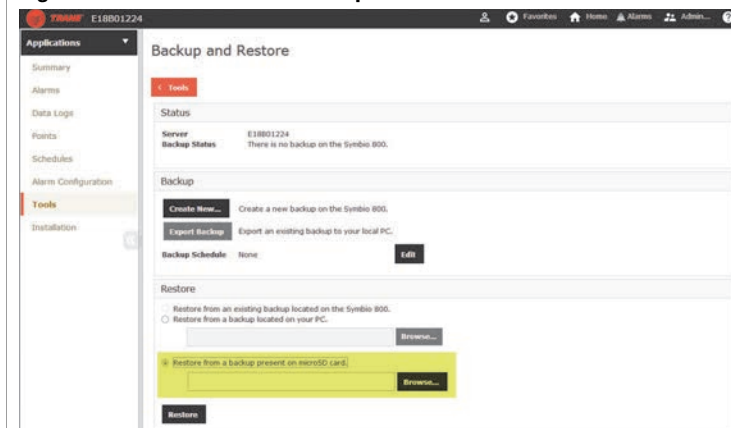 TRANE E18B01224
Favorites Home Alarms Admin...
Applications
Summary
Alarms
Data Logs
Points
Schedules
Alarm Configuration
Tools
Installation
Backup and Restore
< Tools
Status
Server E18B01224
Backup Status There is no backup on the Symbio 800.
Backup
Create New... Create a new backup on the Symbio 800.
Export Backup Export an existing backup to your local PC.
Backup Schedule None Edit
Restore
Restore from an existing backup located on the Symbio 800.
Restore from a backup located on your PC.
Browse...
Restore from a backup present on microSD card.
Browse...
Restore